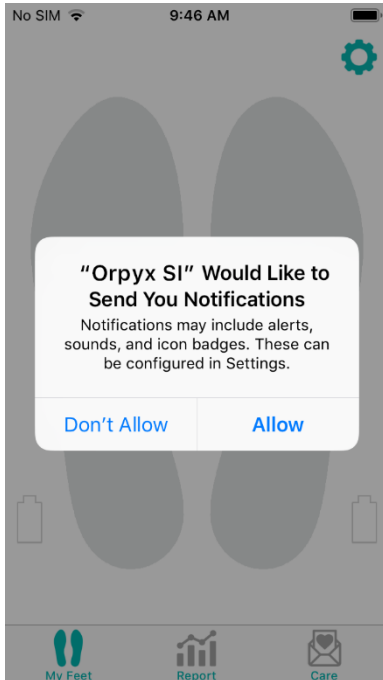 No SIM 9:46 AM
“Orpyx SI” Would Like to
Send You Notifications
Notifications may include alerts,
sounds, and icon badges. These can
be configured in Settings.
Don’t Allow Allow
My Feet Report Care